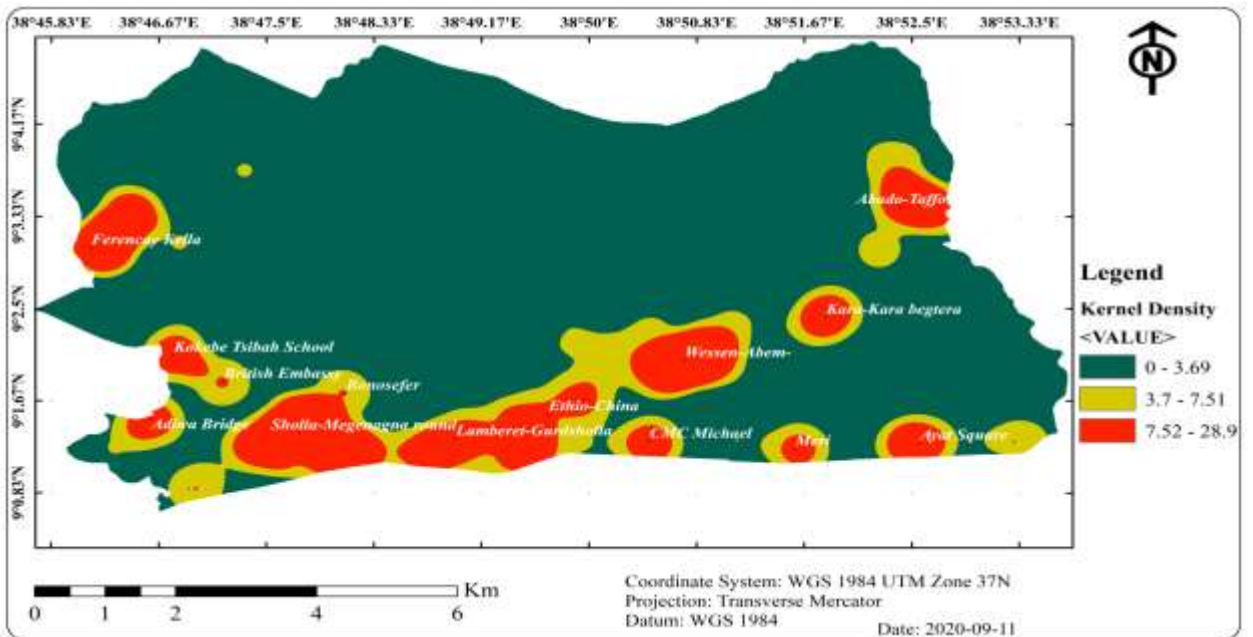 38°45.83'E 38°46.67'E 38°47.5'E 38°48.33'E 38°49.17'E 38°50'E 38°50.83'E 38°51.67'E 38°52.5'E 38°53.33'E
N
9°4.17'N
9°3.33'N
9°2.5'N
9°1.67'N
9°0.83'N
Abado-Taffo
Ferencay Kella
Kara-Kara begtera
Kokebe Tsibah School
Wessen-Abem-
British Embassi
Bonosefer
Ethio-China
Adwa Bridge
Sholla-Megenagna round
Lamberet-Gurdsholla
CMC Michael
Meri
Ayat Square
Legend
Kernel Density
<VALUE>
0 - 3.69
3.7 - 7.51
7.52 - 28.9
Km
0 1 2 4 6
Coordinate System: WGS 1984 UTM Zone 37N
Projection: Transverse Mercator
Datum: WGS 1984
Date: 2020-09-11